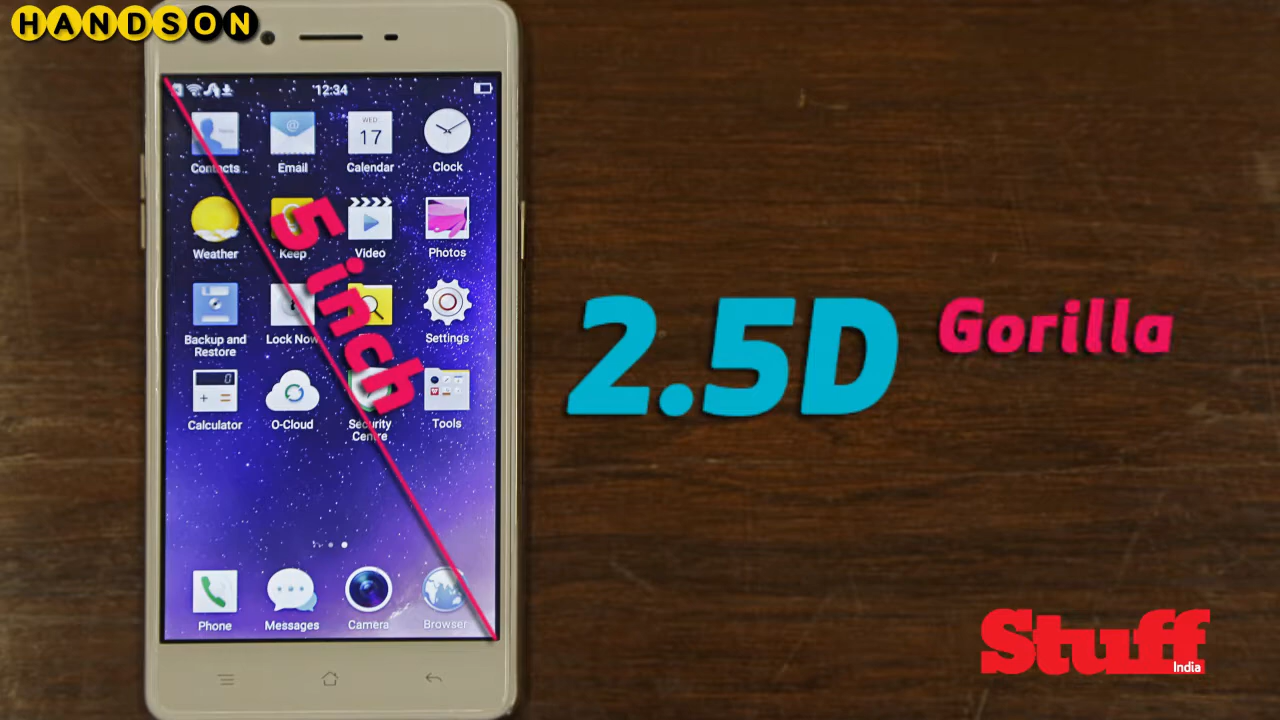 HANDSON
12:34
WED
17
Contacts
Email
Calendar
Clock
Weather
Keep
Video
Photos
5 inch
Backup and
Restore
Lock Now
Settings
0
Calculator
O-Cloud
Security
Centre
Tools
2.5D
Gorilla
Phone
Messages
Camera
Browser
Stuff
India